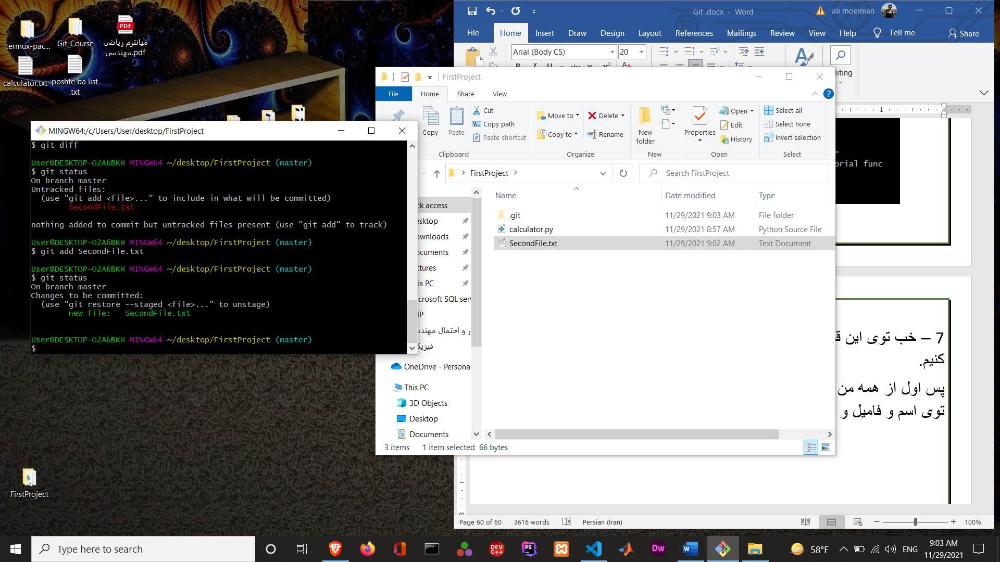 termux-pac...
Git_Course
میانترم ریاضی
مهندسی.pdf
calculator.txt
poshte ba list
.txt
FirstProject
Git .docx - Word
ali moeinian
File
Home
Insert
Draw
Design
Layout
References
Mailings
Review
View
Help
Tell me
Share
Arial (Body CS)
20
iting
1
" 
orial func
7 – خب توی این ق
کنیم.
پس اول از همه من
توی اسم و فامیل و
Page 60 of 60
3616 words
Persian (Iran)
100%
FirstProject
File
Home
Share
View
Copy
Paste
Cut
Copy path
Paste shortcut
Clipboard
Move to
Copy to
Delete
Rename
Organize
New
folder
New
Properties
Open
Edit
History
Open
Select all
Select none
Invert selection
Select
FirstProject
Search FirstProject
ck access
esktop
ownloads
ocuments
ctures
is PC
crosoft SQL serv
IP
ر و احتمال مهندس
فیزیک
OneDrive - Persona
This PC
3D Objects
Desktop
Documents
Name Date modified Type
.git 11/29/2021 9:03 AM File folder
calculator.py 11/29/2021 8:57 AM Python Source File
SecondFile.txt 11/29/2021 9:02 AM Text Document
3 items 1 item selected 66 bytes
MINGW64:/c/Users/User/desktop/FirstProject
$ git diff
User@DESKTOP-O2A6BKH MINGW64 ~/desktop/FirstProject (master)
$ git status
On branch master
Untracked files:
(use "git add <file>..." to include in what will be committed)
SecondFile.txt
nothing added to commit but untracked files present (use "git add" to track)
User@DESKTOP-O2A6BKH MINGW64 ~/desktop/FirstProject (master)
$ git add SecondFile.txt
User@DESKTOP-O2A6BKH MINGW64 ~/desktop/FirstProject (master)
$ git status
On branch master
Changes to be committed:
(use "git restore --staged <file>..." to unstage)
new file: SecondFile.txt
User@DESKTOP-O2A6BKH MINGW64 ~/desktop/FirstProject (master)
$
Type here to search
58°F
ENG
9:03 AM
11/29/2021